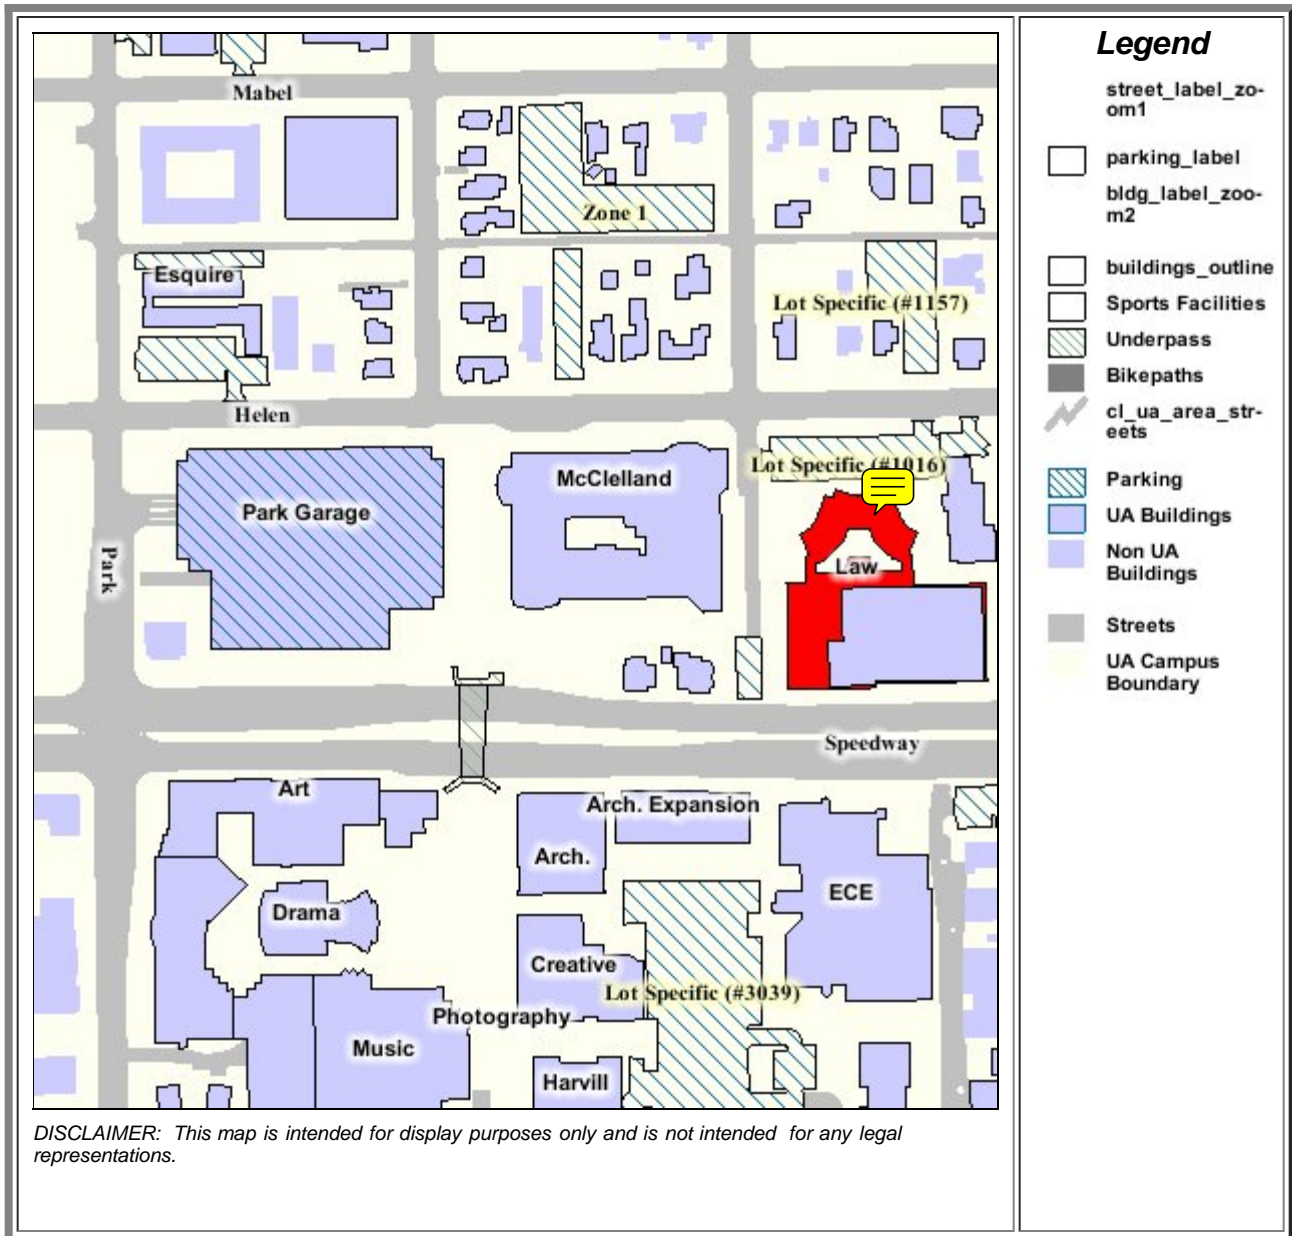 Legend
street_label_zo-
om1
parking_label
bldg_label_zoo-
m2
buildings_outline
Sports Facilities
Underpass
Bikepaths
cl_ua_area_str-
eets
Parking
UA Buildings
Non UA
Buildings
Streets
UA Campus
Boundary
Mabel
Zone 1
Esquire
Lot Specific (#1157)
Helen
Lot Specific (#1016)
McClelland
Park Garage
Park
Law
Speedway
Art
Arch. Expansion
Arch.
ECE
Drama
Creative
Lot Specific (#3039)
Photography
Music
Harvill
DISCLAIMER: This map is intended for display purposes only and is not intended for any legal
representations.